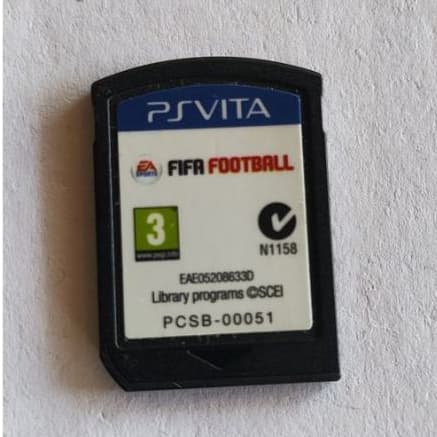 PSVITA
EA SPORTS FIFA FOOTBALL
3
www.pegi.info
N1158
EAE05208633D
Library programs ©SCEI
PCSB-00051